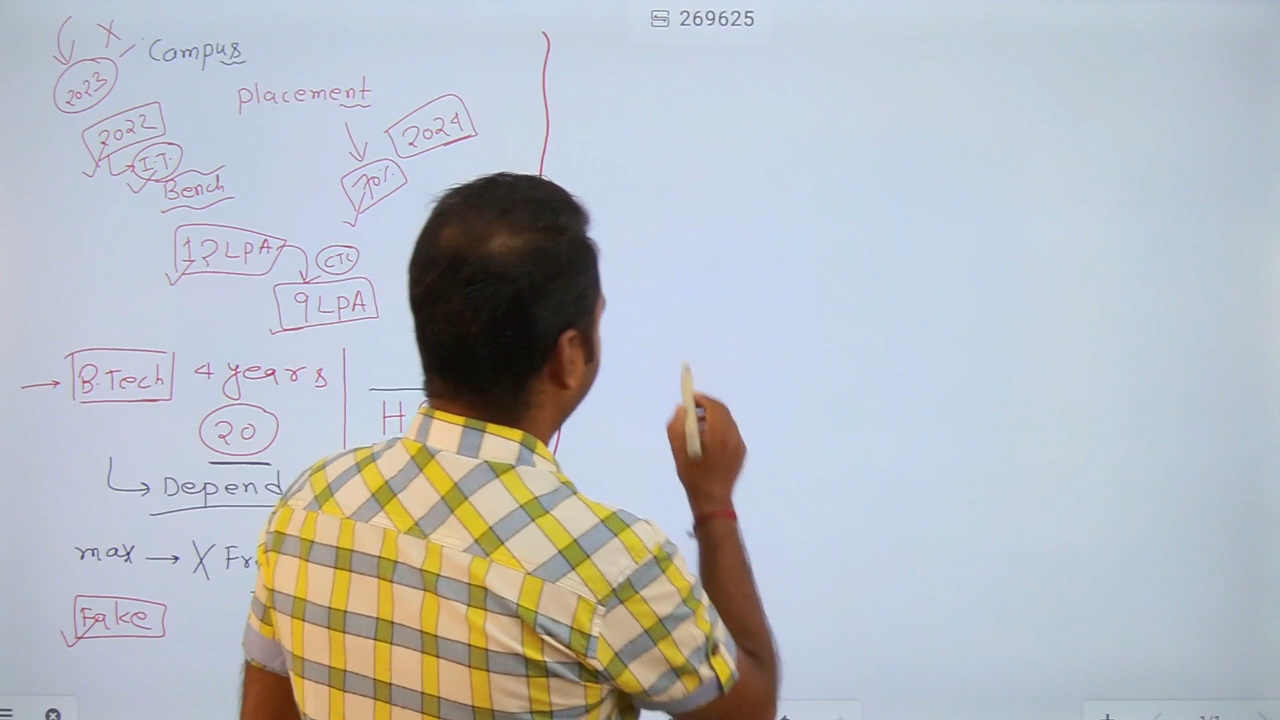 269625
X Campus
2023
placement
2022
2024
I.T.
70%
Bench
12 LPA
CTC
9 LPA
B.Tech 4 years
H
20
Depend
max → X Fr
Fake